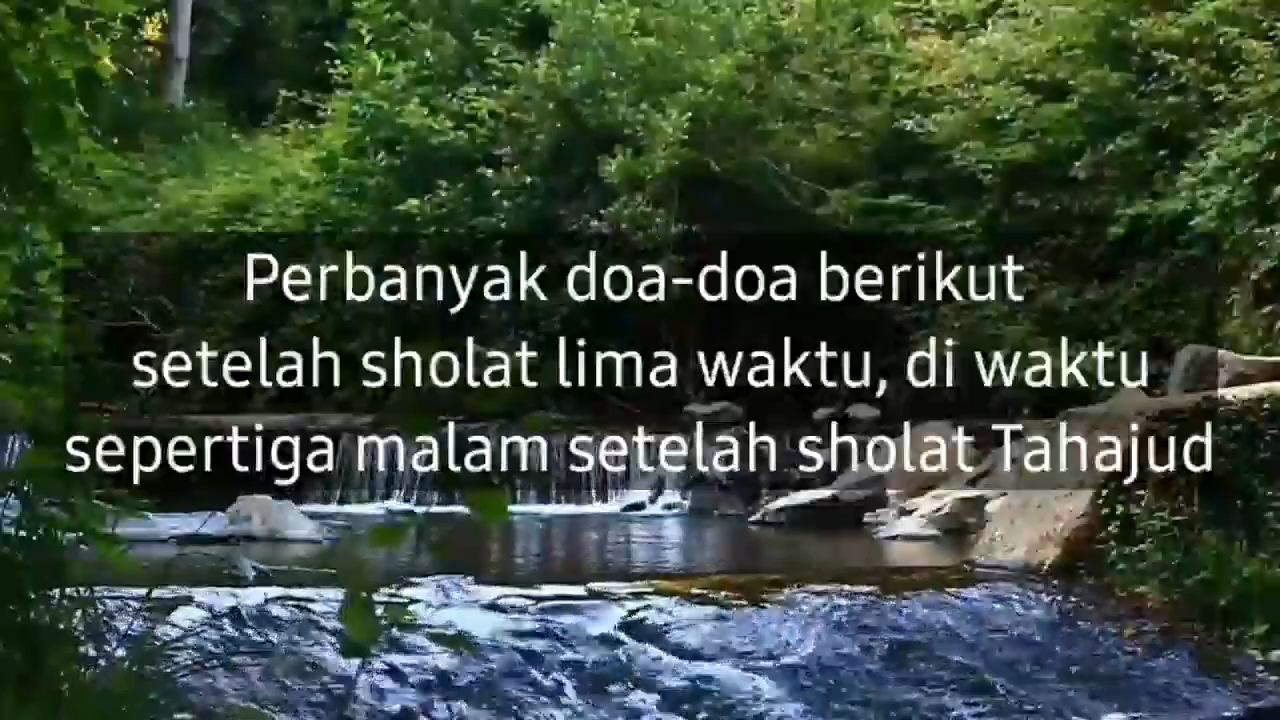 Perbanyak doa-doa berikut
setelah sholat lima waktu, di waktu
sepertiga malam setelah sholat Tahajud